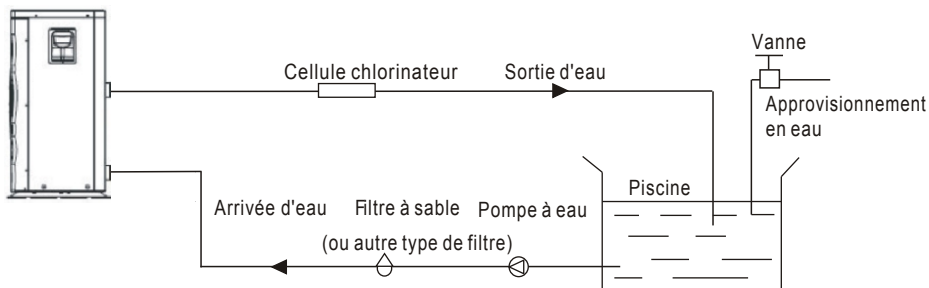 Vanne
Cellule chlorinateur
Sortie d'eau
Approvisionnement
en eau
Piscine
Arrivée d'eau
Filtre à sable
(ou autre type de filtre)
Pompe à eau